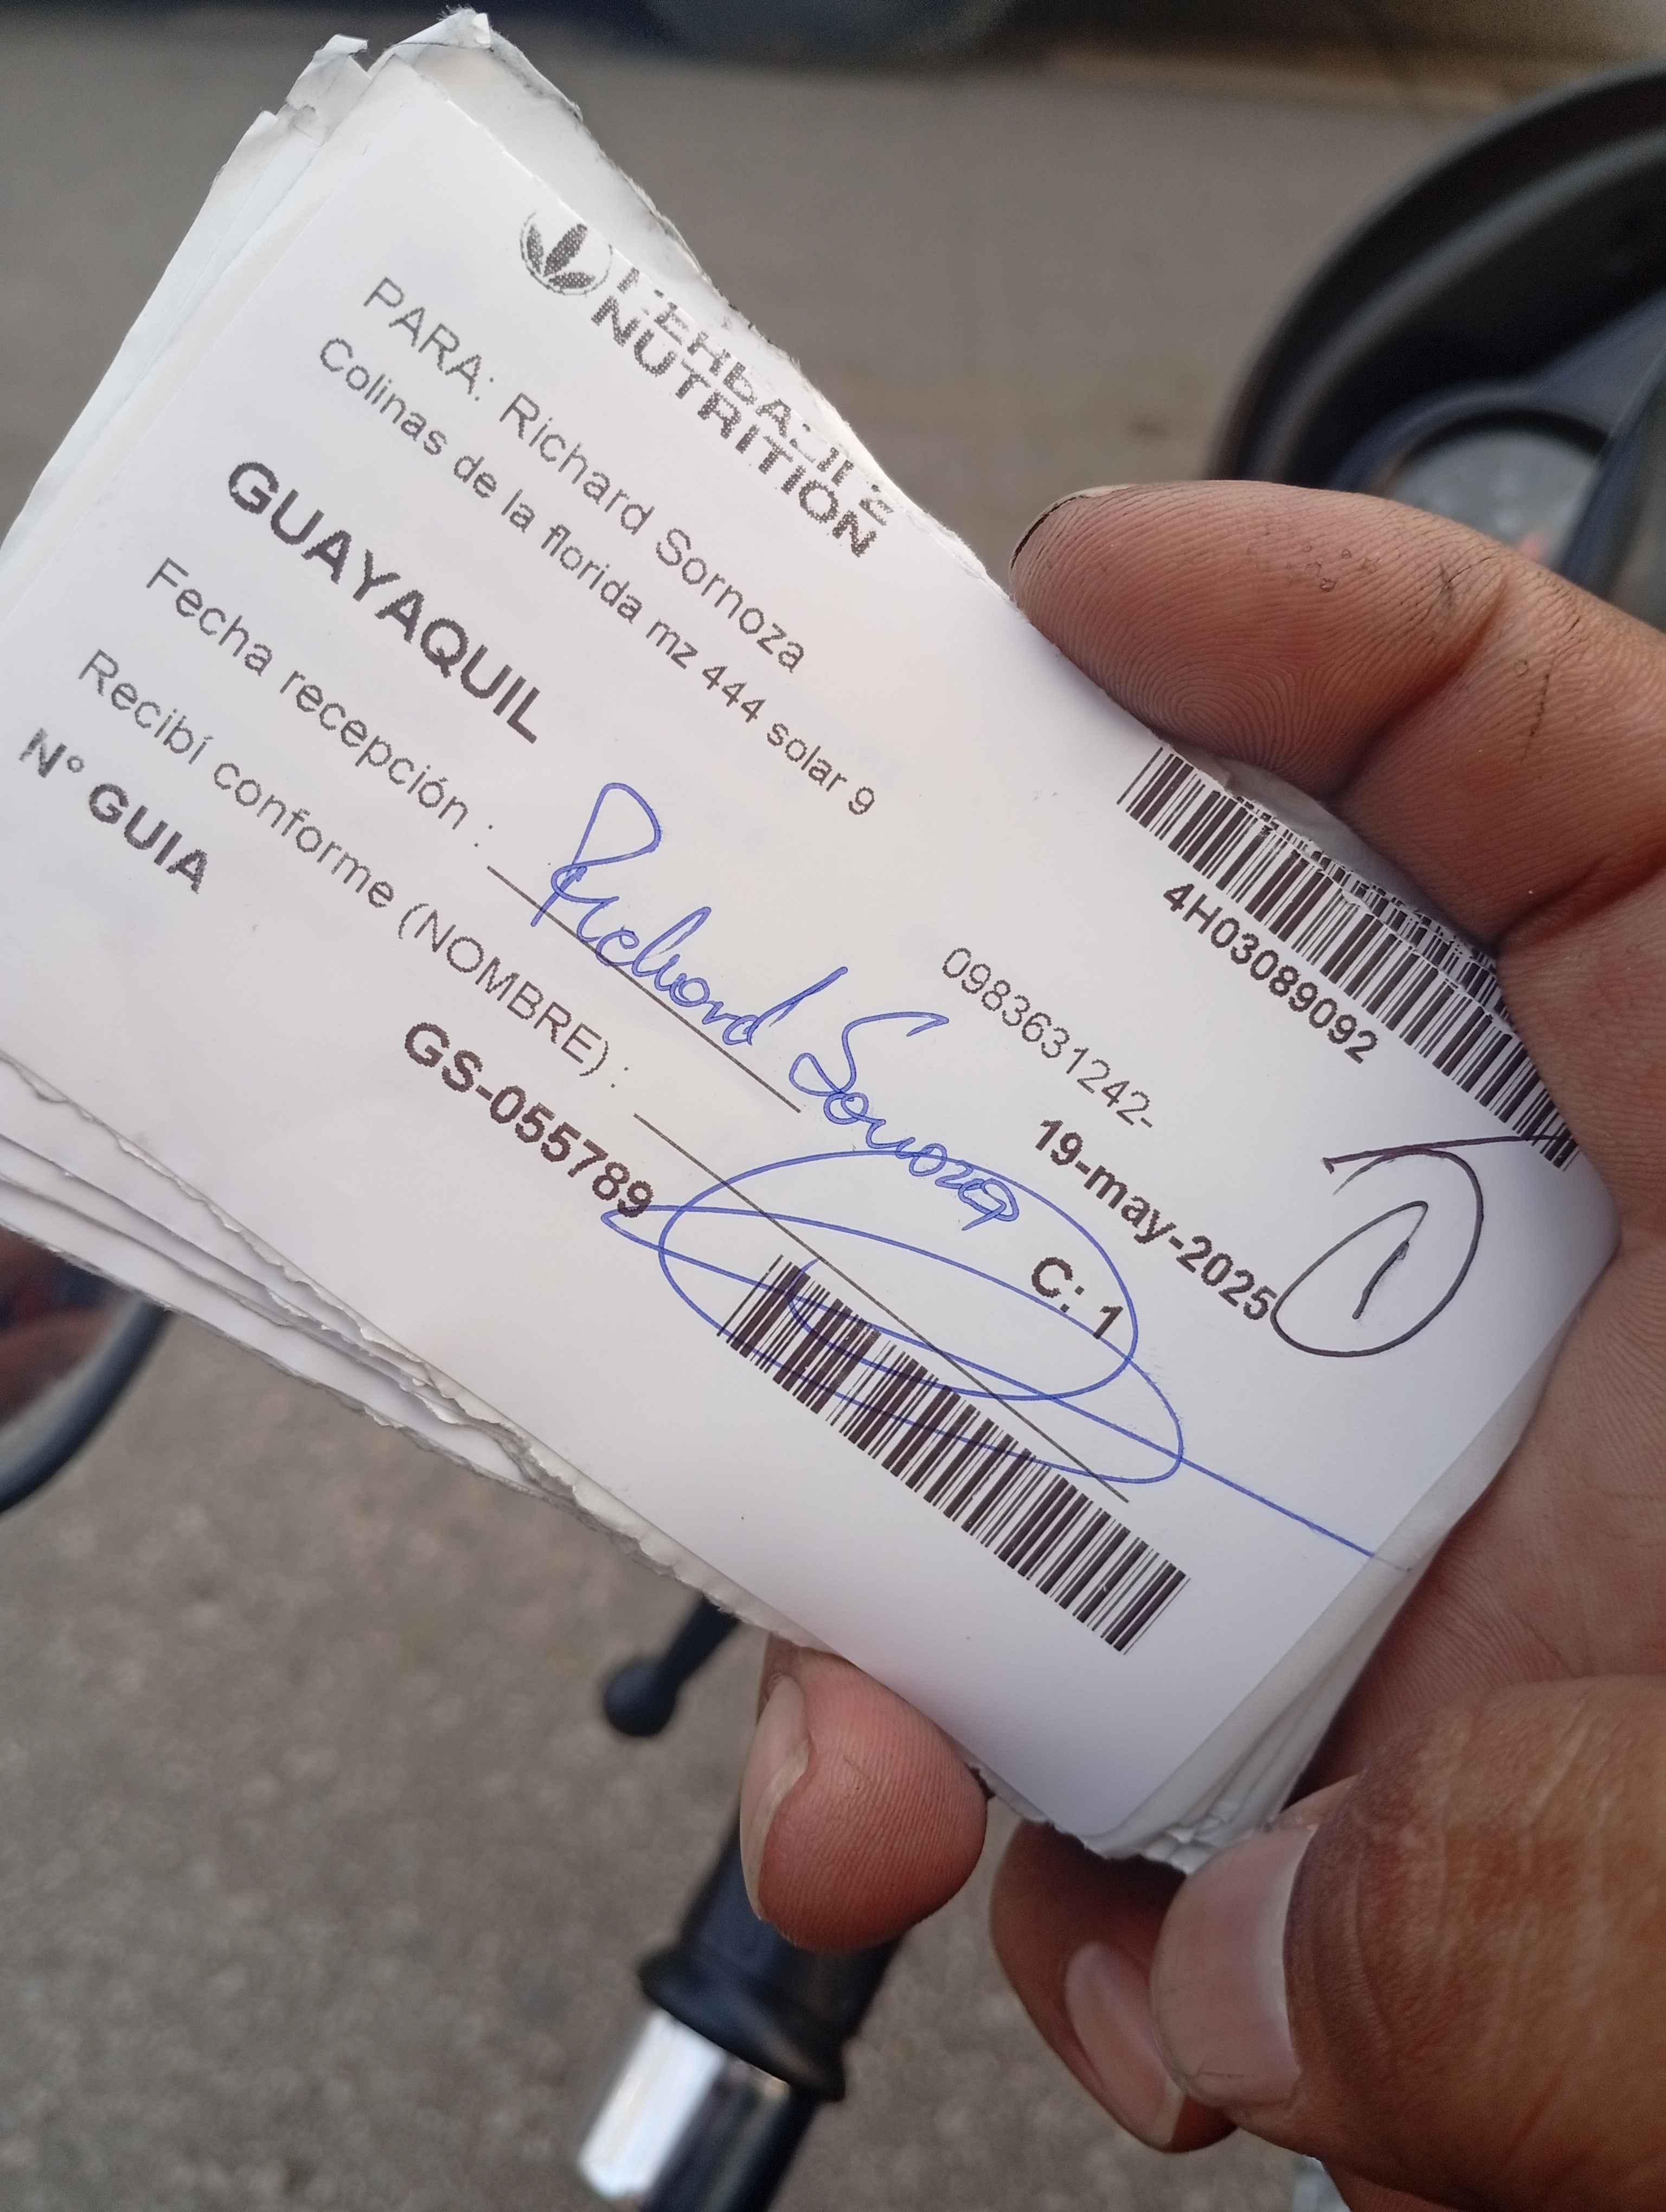 HERBALIFE
NUTRITION
4H03089092
PARA: Richard Sornoza
Colinas de la florida mz 444 solar 9
0983631242-
GUAYAQUIL
19-may-2025
1
Fecha recepción :
Richard Sornoza
C: 1
Recibí conforme (NOMBRE):
N° GUIA
GS-055789